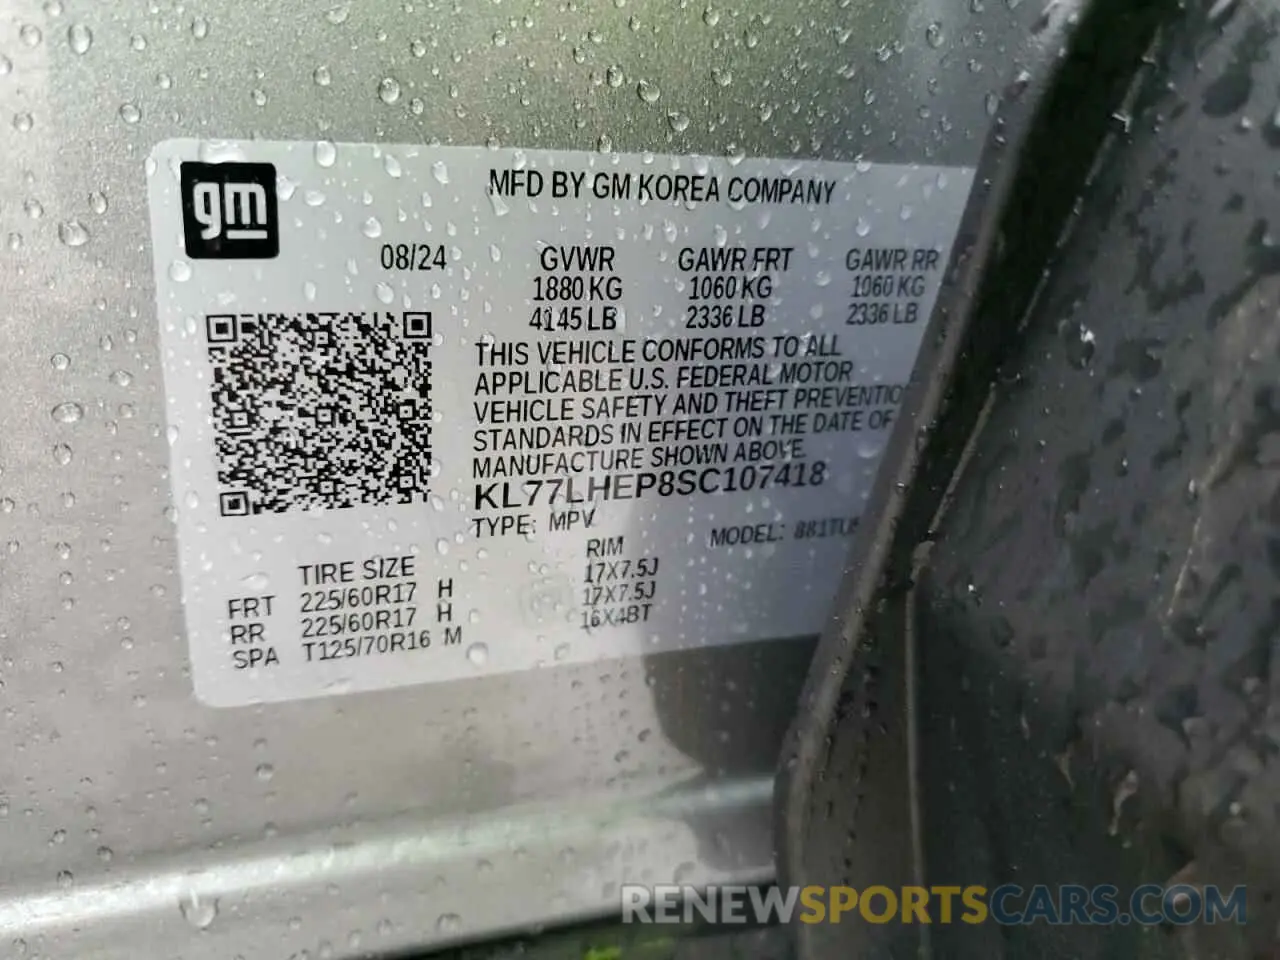 gm
MFD BY GM KOREA COMPANY
08/24 GVWR GAWR FRT GAWR RR
1880 KG 1060 KG 1060 KG
4145 LB 2336 LB 2336 LB
THIS VEHICLE CONFORMS TO ALL
APPLICABLE U.S. FEDERAL MOTOR
VEHICLE SAFETY AND THEFT PREVENTIO
STANDARDS IN EFFECT ON THE DATE OF
MANUFACTURE SHOWN ABOVE.
KL77LHEP8SC107418
TYPE: MPV MODEL:
TIRE SIZE RIM
FRT 225/60R17 H 17X7.5J
RR 225/60R17 H 17X7.5J
SPA T125/70R16 M 16X4BT
RENEWSPORTSCARS.COM